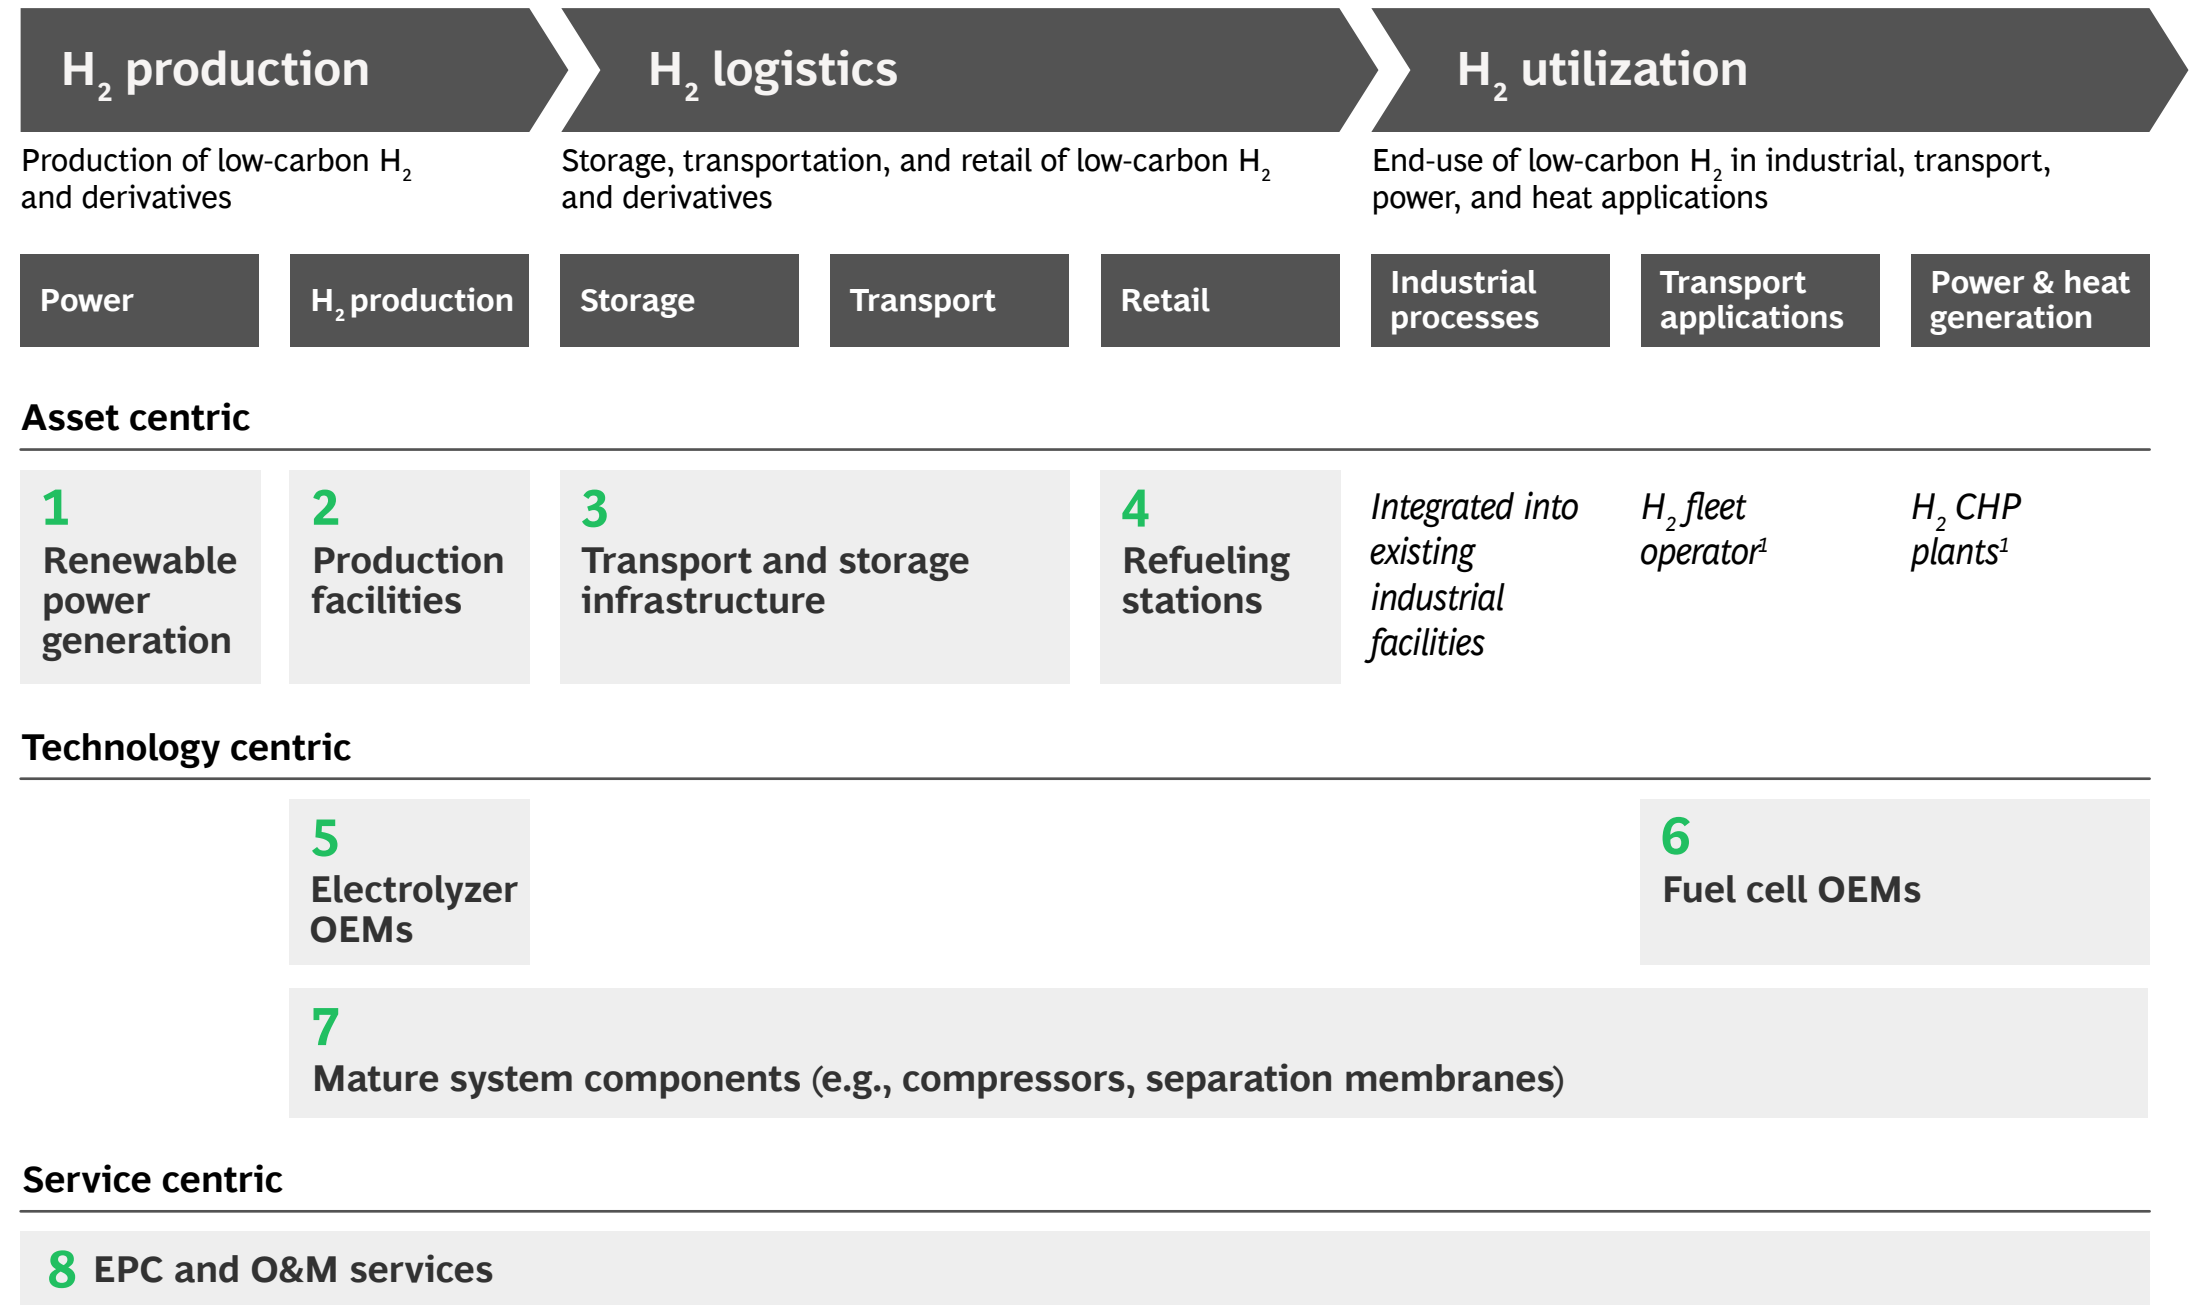 H₂ production
H₂ logistics
H₂ utilization
Production of low-carbon H₂
and derivatives
Storage, transportation, and retail of low-carbon H₂
and derivatives
End-use of low-carbon H₂ in industrial, transport,
power, and heat applications
Power
H₂ production
Storage
Transport
Retail
Industrial
processes
Transport
applications
Power & heat
generation
Asset centric
1
Renewable
power
generation
2
Production
facilities
3
Transport and storage
infrastructure
4
Refueling
stations
Integrated into
existing
industrial
facilities
H₂ fleet
operator¹
H₂ CHP
plants¹
Technology centric
5
Electrolyzer
OEMs
6
Fuel cell OEMs
7
Mature system components (e.g., compressors, separation membranes)
Service centric
8 EPC and O&M services